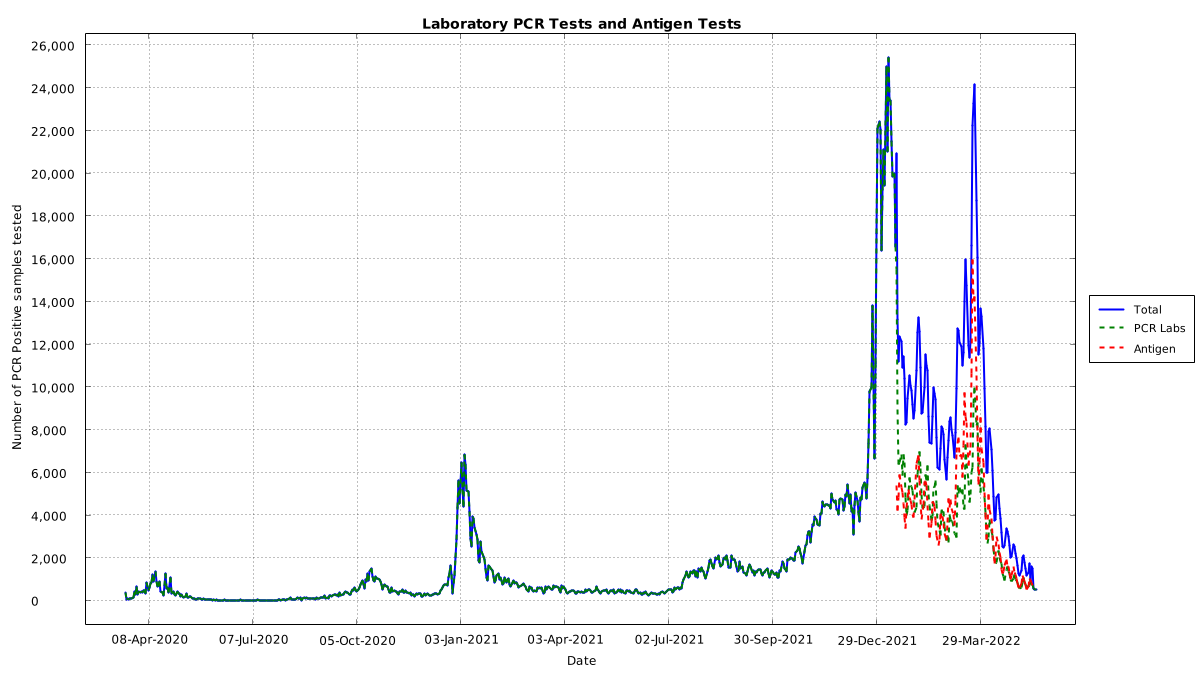 Laboratory PCR Tests and Antigen Tests
Number of PCR Positive samples tested
26,000
24,000
22,000
20,000
18,000
16,000
14,000
12,000
10,000
8,000
6,000
4,000
2,000
0
08-Apr-2020
07-Jul-2020
05-Oct-2020
03-Jan-2021
03-Apr-2021
02-Jul-2021
30-Sep-2021
29-Dec-2021
29-Mar-2022
Date
Total
PCR Labs
Antigen